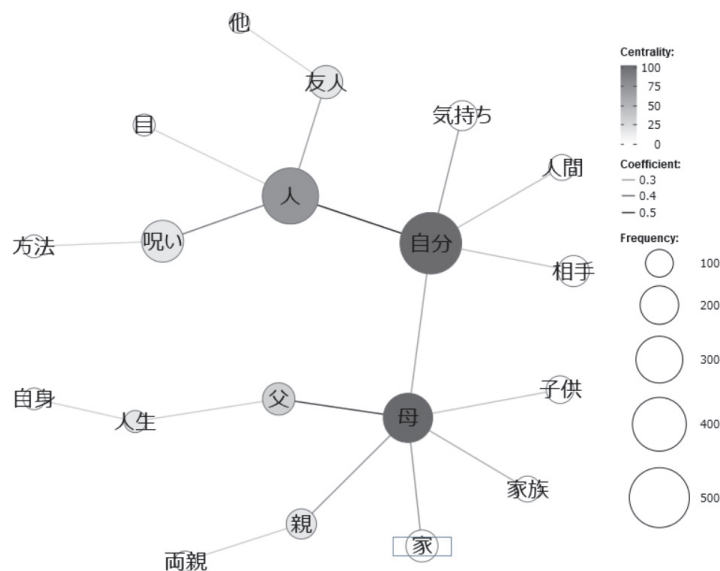 他
友人
目
気持ち
人間
人
呪い
方法
自分
相手
子供
父
自身
人生
母
家族
親
家
両親
Centrality:
100
75
50
25
0
Coefficient:
0.3
0.4
0.5
Frequency:
100
200
300
400
500